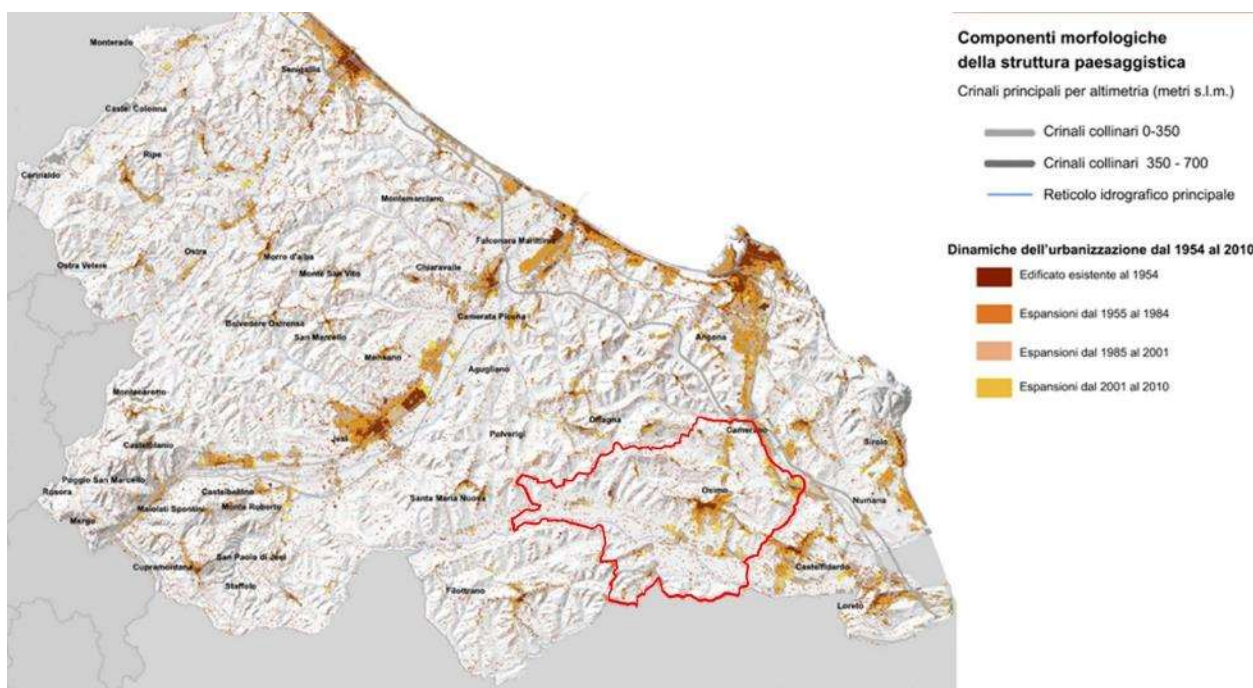 Monterado
Senigallia
Castel Colonna
Ripe
Corinaldo
Montemarciano
Ostra
Falconara Marittima
Ostra Vetere
Morro d'alba
Monte San Vito
Chiaravalle
Belvedere Ostrense
San Marcello
Camerata Picena
Ancona
Monsano
Agugliano
Montecarotto
Offagna
Camerano
Castelplanio
Jesi
Polverigi
Sirolo
Poggio San Marcello
Rosora
Castelbellino
Santa Maria Nuova
Osimo
Numana
Mergo
Maiolati Spontini
Monte Roberto
San Paolo di Jesi
Cupramontana
Staffolo
Castelfidardo
Filottrano
Loreto
Componenti morfologiche
della struttura paesaggistica
Crinali principali per altimetria (metri s.l.m.)
Crinali collinari 0-350
Crinali collinari 350 - 700
Reticolo idrografico principale
Dinamiche dell'urbanizzazione dal 1954 al 2010
Edificato esistente al 1954
Espansioni dal 1955 al 1984
Espansioni dal 1985 al 2001
Espansioni dal 2001 al 2010